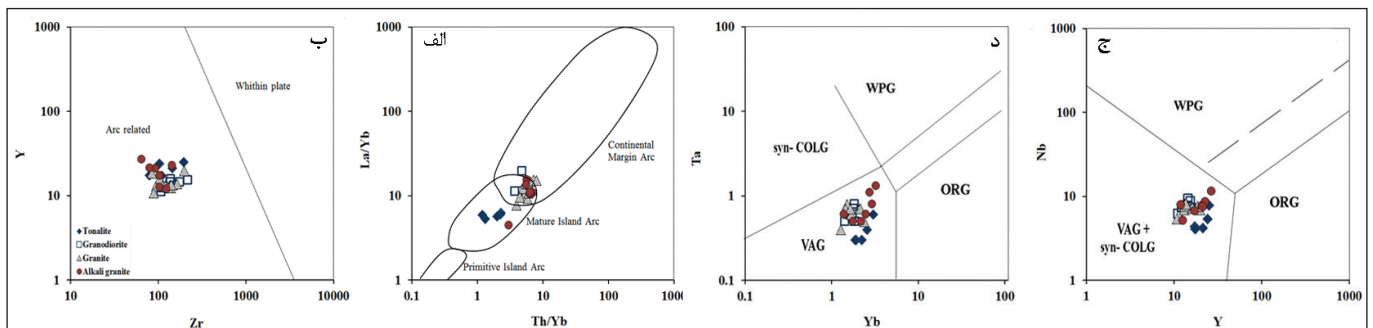 ب
1000
100
10
1
Y
Arc related
Whithin plate
Tonalite
Granodiorite
Granite
Alkali granite
10
100
1000
10000
Zr
الف
1000
100
10
1
La/Yb
Continental
Margin Arc
Mature Island Arc
Primitive Island Arc
0.1
1
10
100
Th/Yb
د
100
10
1
0.1
Ta
WPG
syn- COLG
VAG
ORG
0.1
1
10
100
Yb
ج
1000
100
10
1
Nb
WPG
VAG +
syn- COLG
ORG
1
10
100
1000
Y